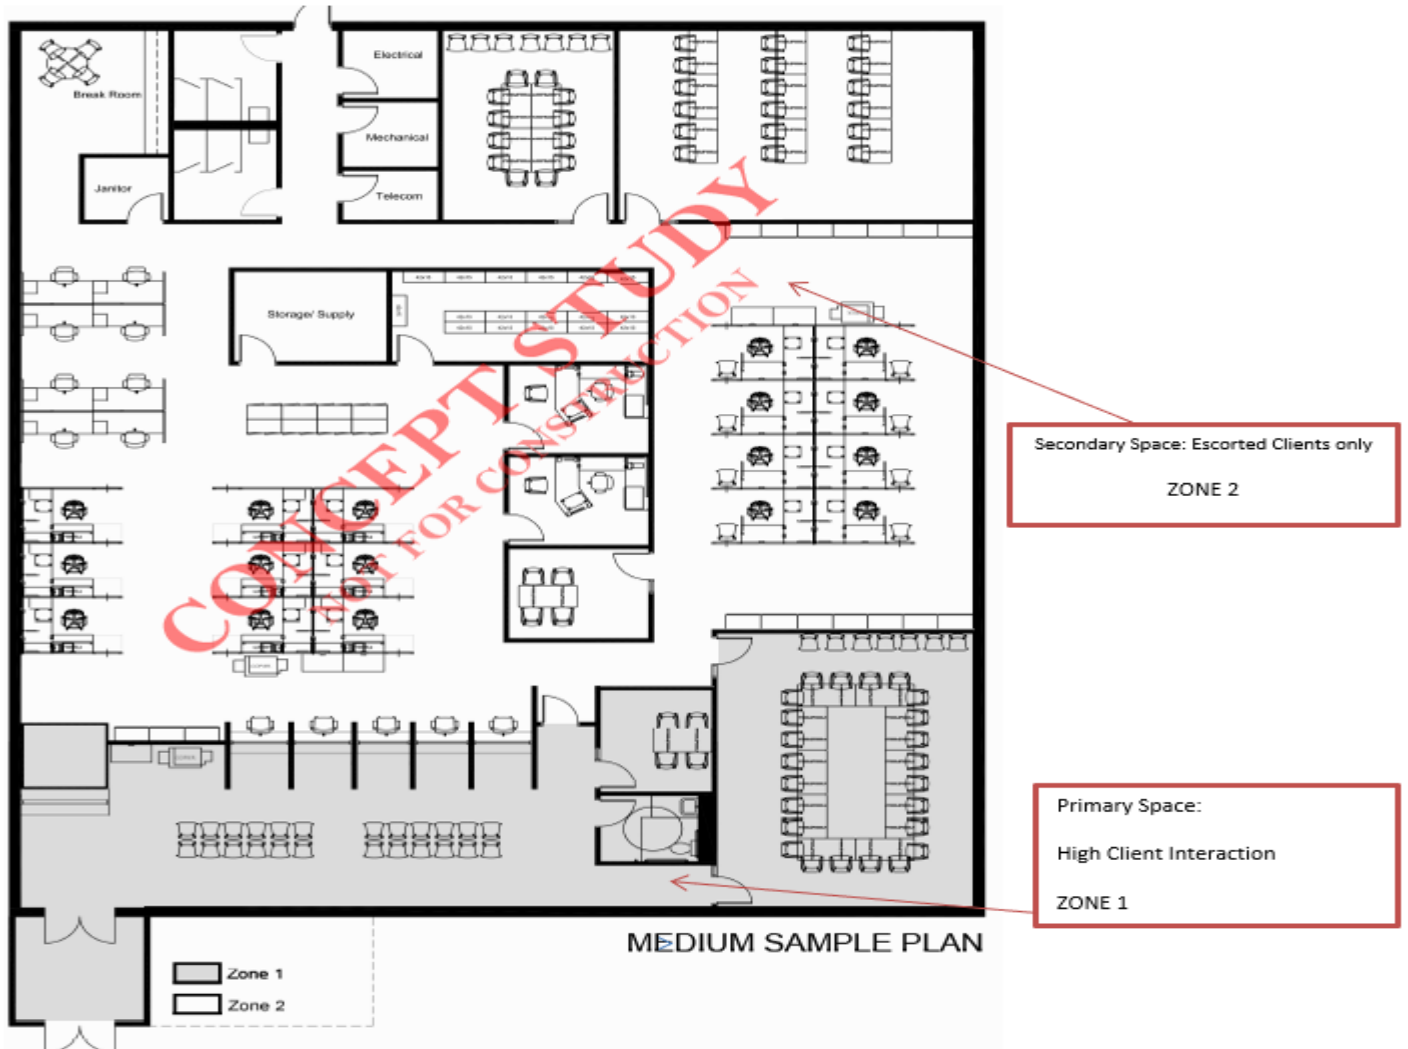 Electrical
Break Room
Mechanical
Janitor
Telecom
Storage/ Supply
CONCEPT STUDY
NOT FOR CONSTRUCTION
Secondary Space: Escorted Clients only
ZONE 2
Primary Space:
High Client Interaction
ZONE 1
MEDIUM SAMPLE PLAN
Zone 1
Zone 2